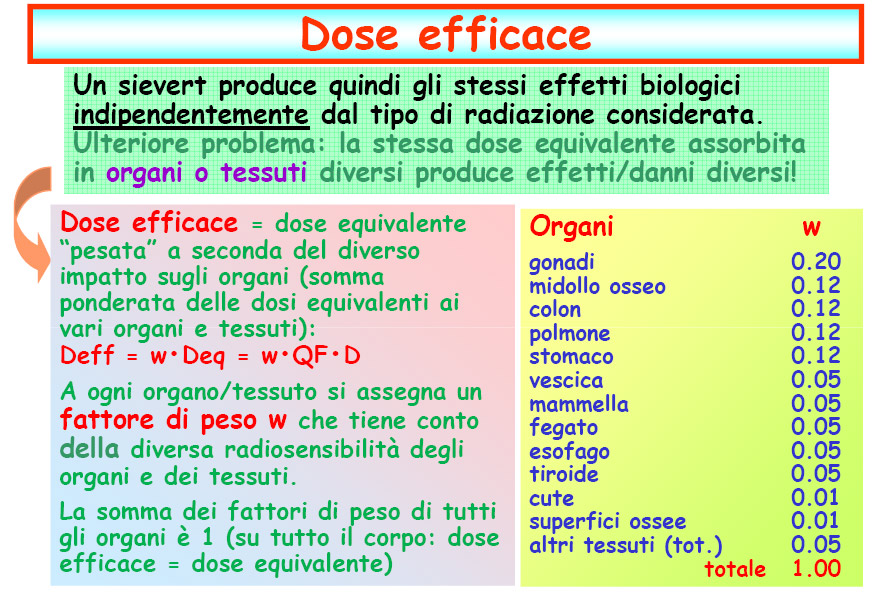 Dose efficace
Un sievert produce quindi gli stessi effetti biologici
indipendentemente dal tipo di radiazione considerata.
Ulteriore problema: la stessa dose equivalente assorbita
in organi o tessuti diversi produce effetti/danni diversi!
Dose efficace = dose equivalente
“pesata” a seconda del diverso
impatto sugli organi (somma
ponderata delle dosi equivalenti ai
vari organi e tessuti):
Deff = w·Deq = w·QF·D
A ogni organo/tessuto si assegna un
fattore di peso w che tiene conto
della diversa radiosensibilità degli
organi e dei tessuti.
La somma dei fattori di peso di tutti
gli organi è 1 (su tutto il corpo: dose
efficace = dose equivalente)
Organi w
gonadi 0.20
midollo osseo 0.12
colon 0.12
polmone 0.12
stomaco 0.12
vescica 0.05
mammella 0.05
fegato 0.05
esofago 0.05
tiroide 0.05
cute 0.01
superfici ossee 0.01
altri tessuti (tot.) 0.05
totale 1.00